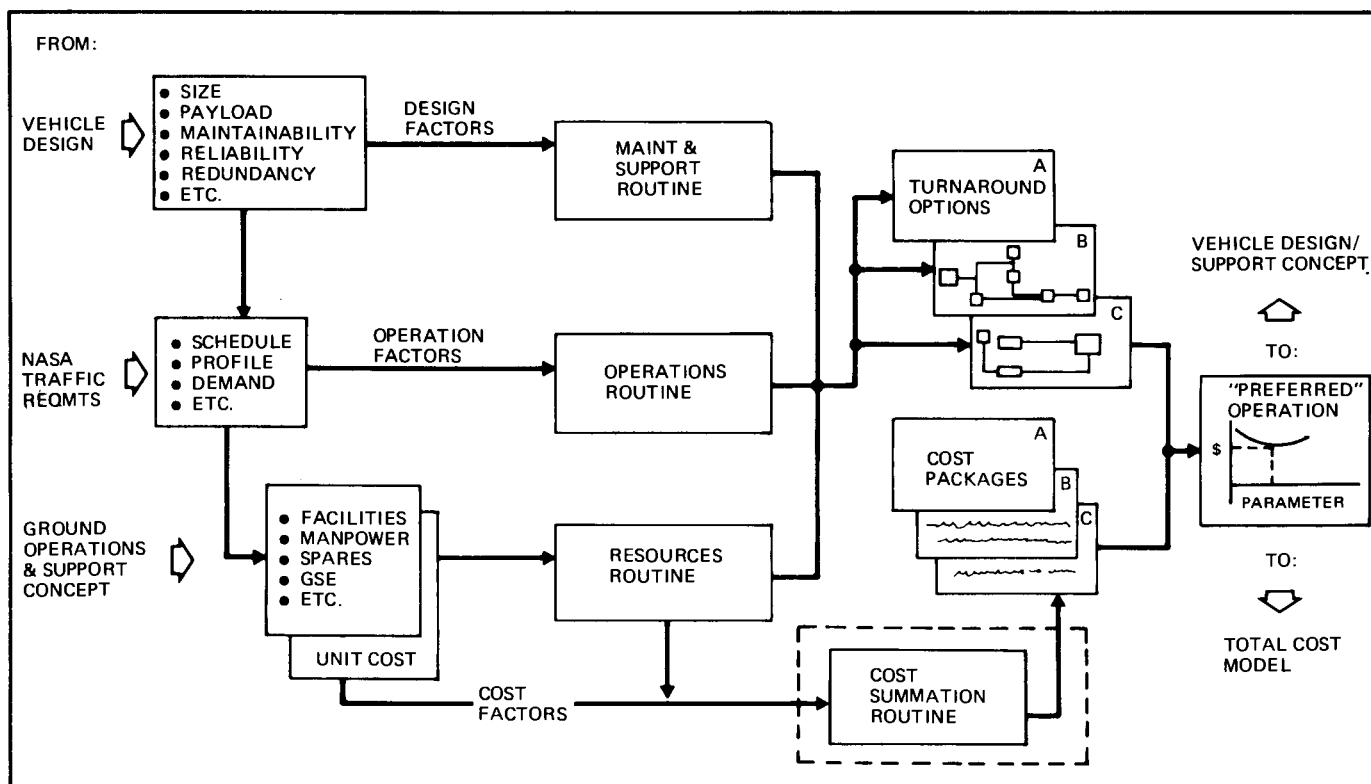 FROM:
VEHICLE
DESIGN
• SIZE
• PAYLOAD
• MAINTAINABILITY
• RELIABILITY
• REDUNDANCY
• ETC.
DESIGN
FACTORS
MAINT &
SUPPORT
ROUTINE
NASA
TRAFFIC
REQMTS
• SCHEDULE
• PROFILE
• DEMAND
• ETC.
OPERATION
FACTORS
OPERATIONS
ROUTINE
GROUND
OPERATIONS
& SUPPORT
CONCEPT
• FACILITIES
• MANPOWER
• SPARES
• GSE
• ETC.
UNIT COST
RESOURCES
ROUTINE
COST
FACTORS
COST
SUMMATION
ROUTINE
A
TURNAROUND
OPTIONS
B
C
A
COST
PACKAGES
B
C
VEHICLE DESIGN/
SUPPORT CONCEPT
TO:
"PREFERRED"
OPERATION
$
PARAMETER
TO:
TOTAL COST
MODEL